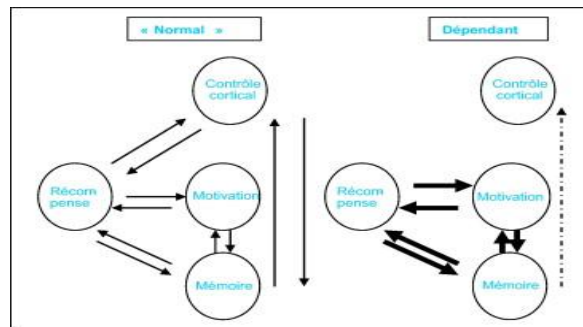 « Normal »
Dépendant
Contrôle
cortical
Récom
pense
Motivation
Mémoire
Contrôle
cortical
Récom
pense
Motivation
Mémoire